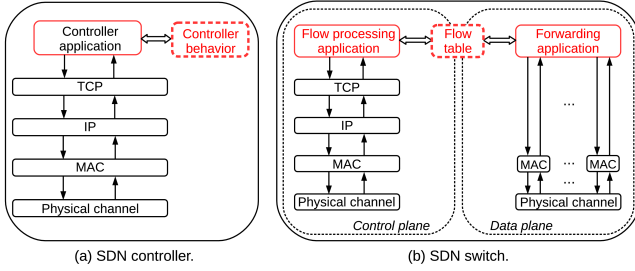 Controller
application
Controller
behavior
TCP
IP
MAC
Physical channel
(a) SDN controller.
Flow processing
application
Flow
table
Forwarding
application
TCP
IP
MAC
Physical channel
Control plane
...
MAC
...
MAC
...
Physical channel
Data plane
(b) SDN switch.